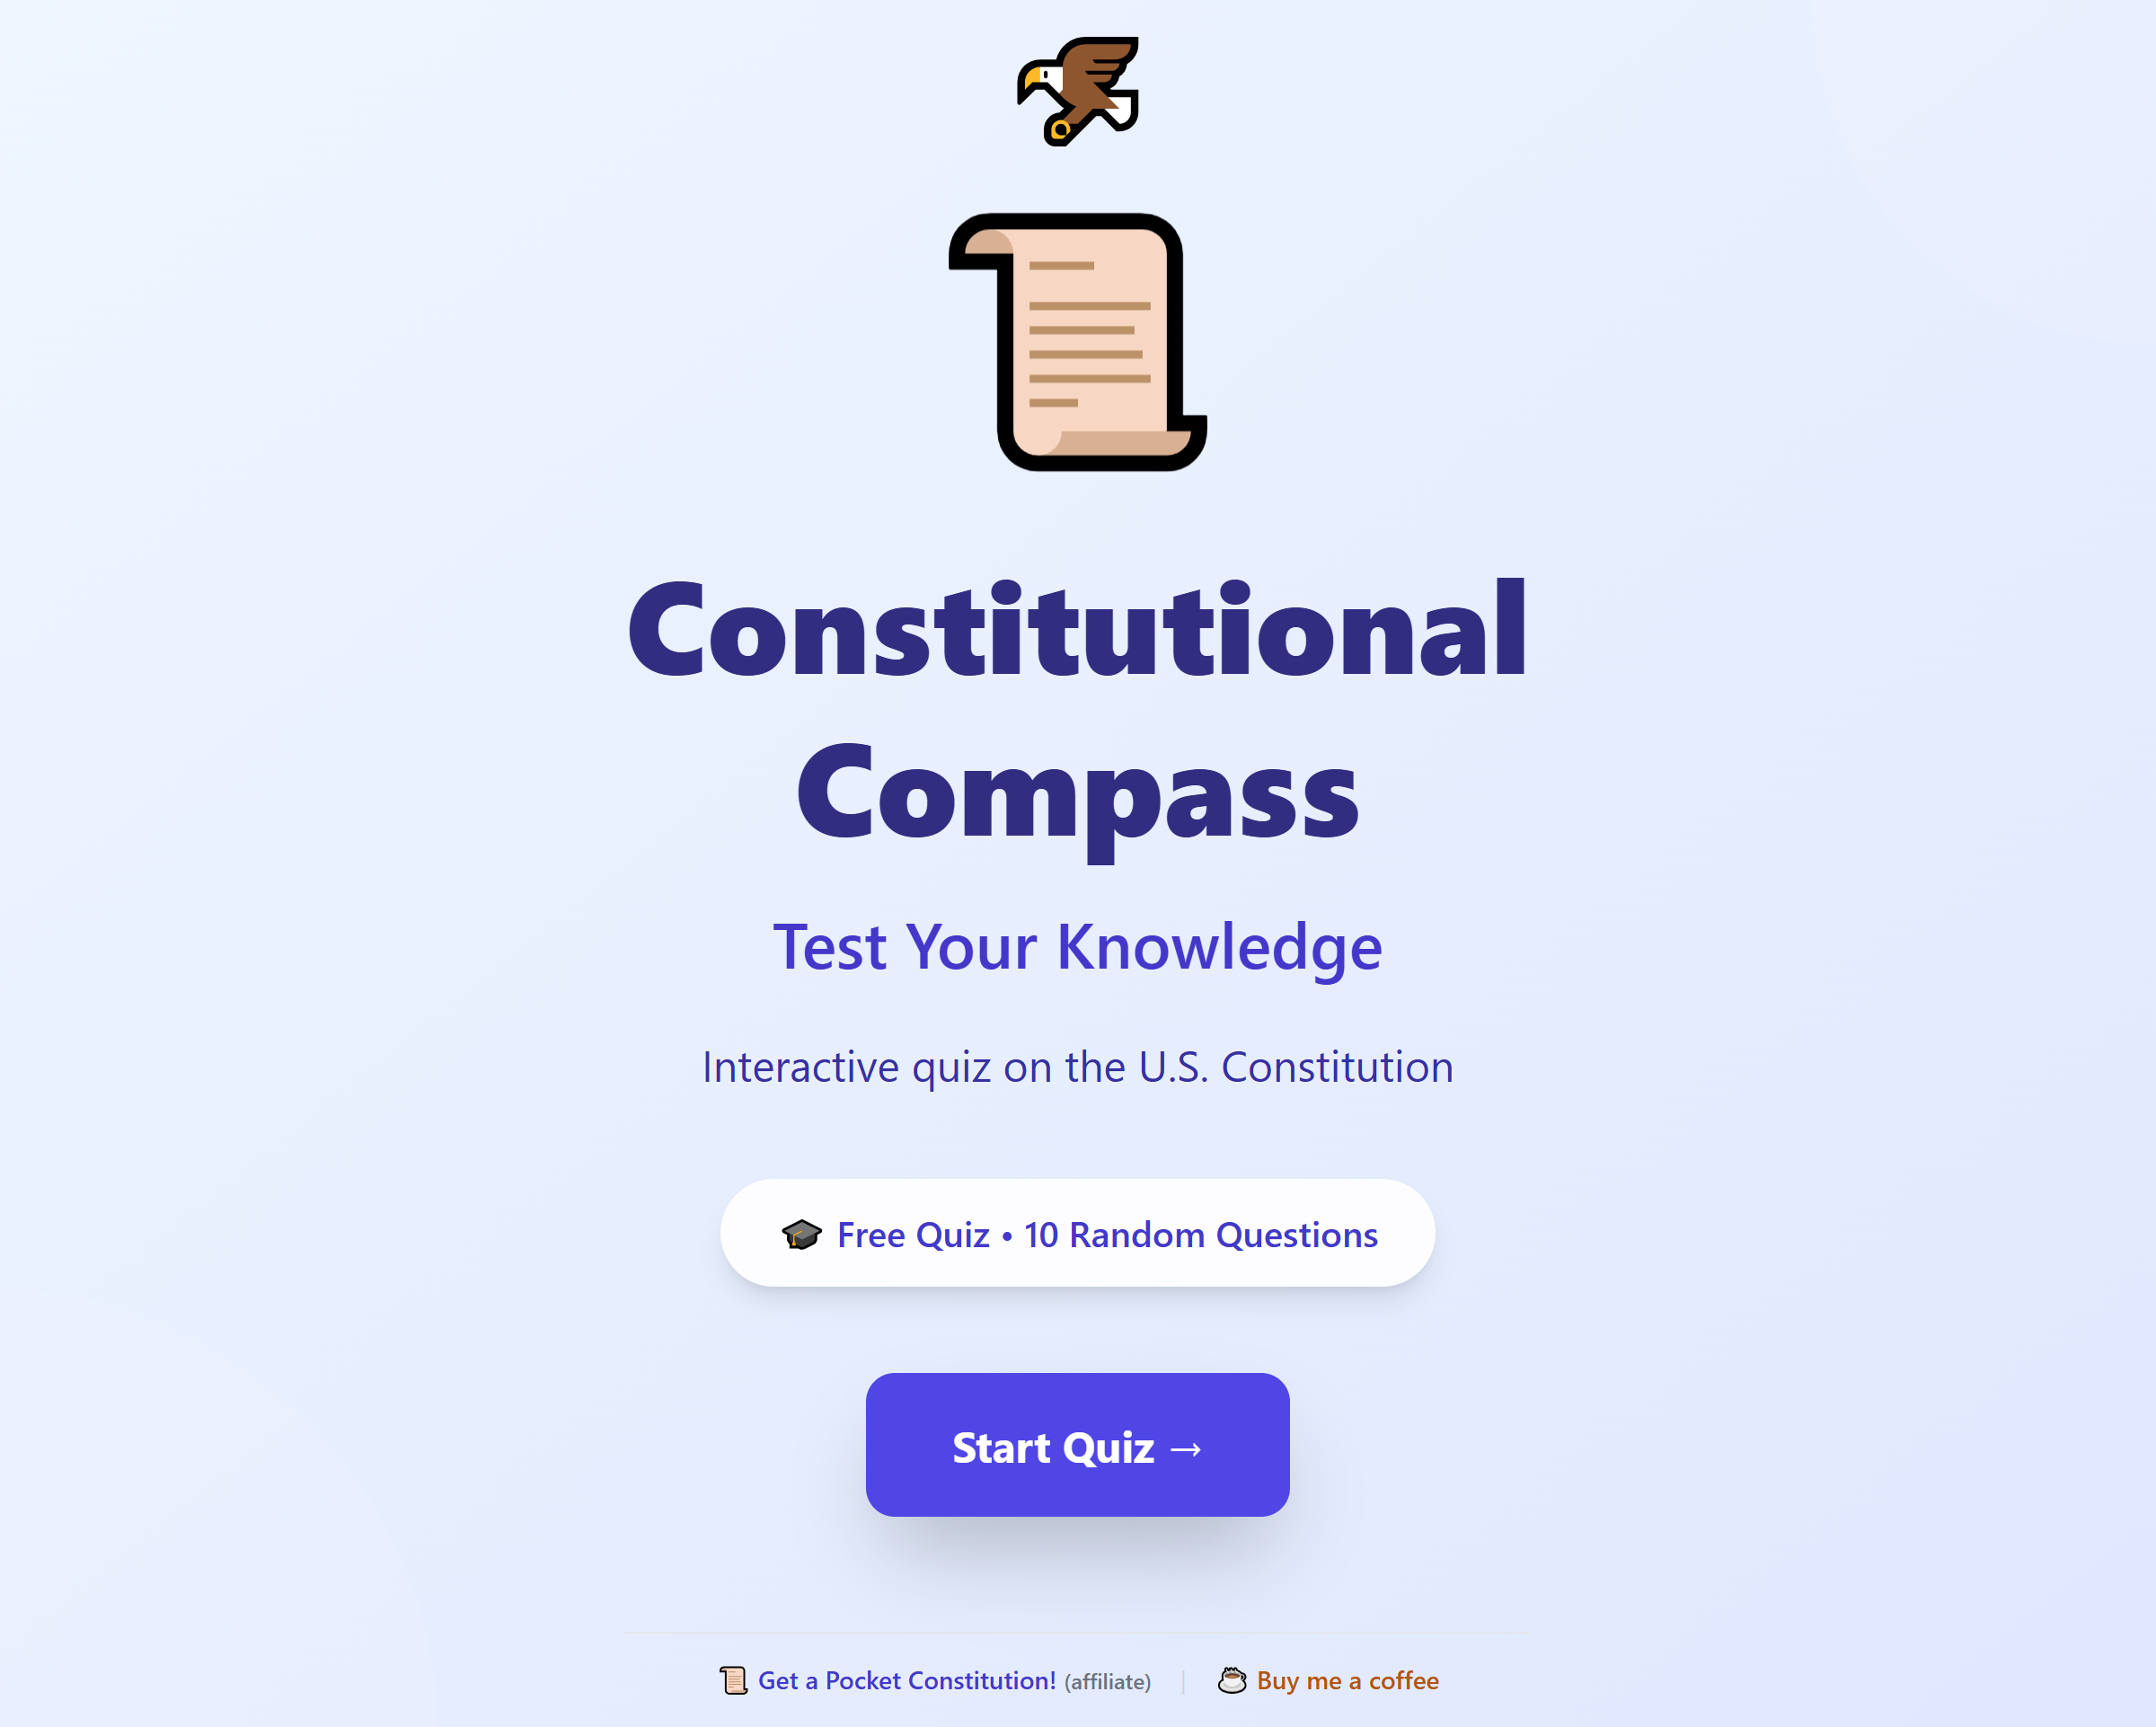 Constitutional
Compass
Test Your Knowledge
Interactive quiz on the U.S. Constitution
🎓 Free Quiz • 10 Random Questions
Start Quiz →
📜 Get a Pocket Constitution! (affiliate) | ☕ Buy me a coffee